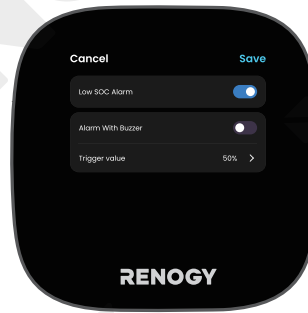 Cancel Save
Low SOC Alarm
Alarm With Buzzer
Trigger value 50%
RENOGY